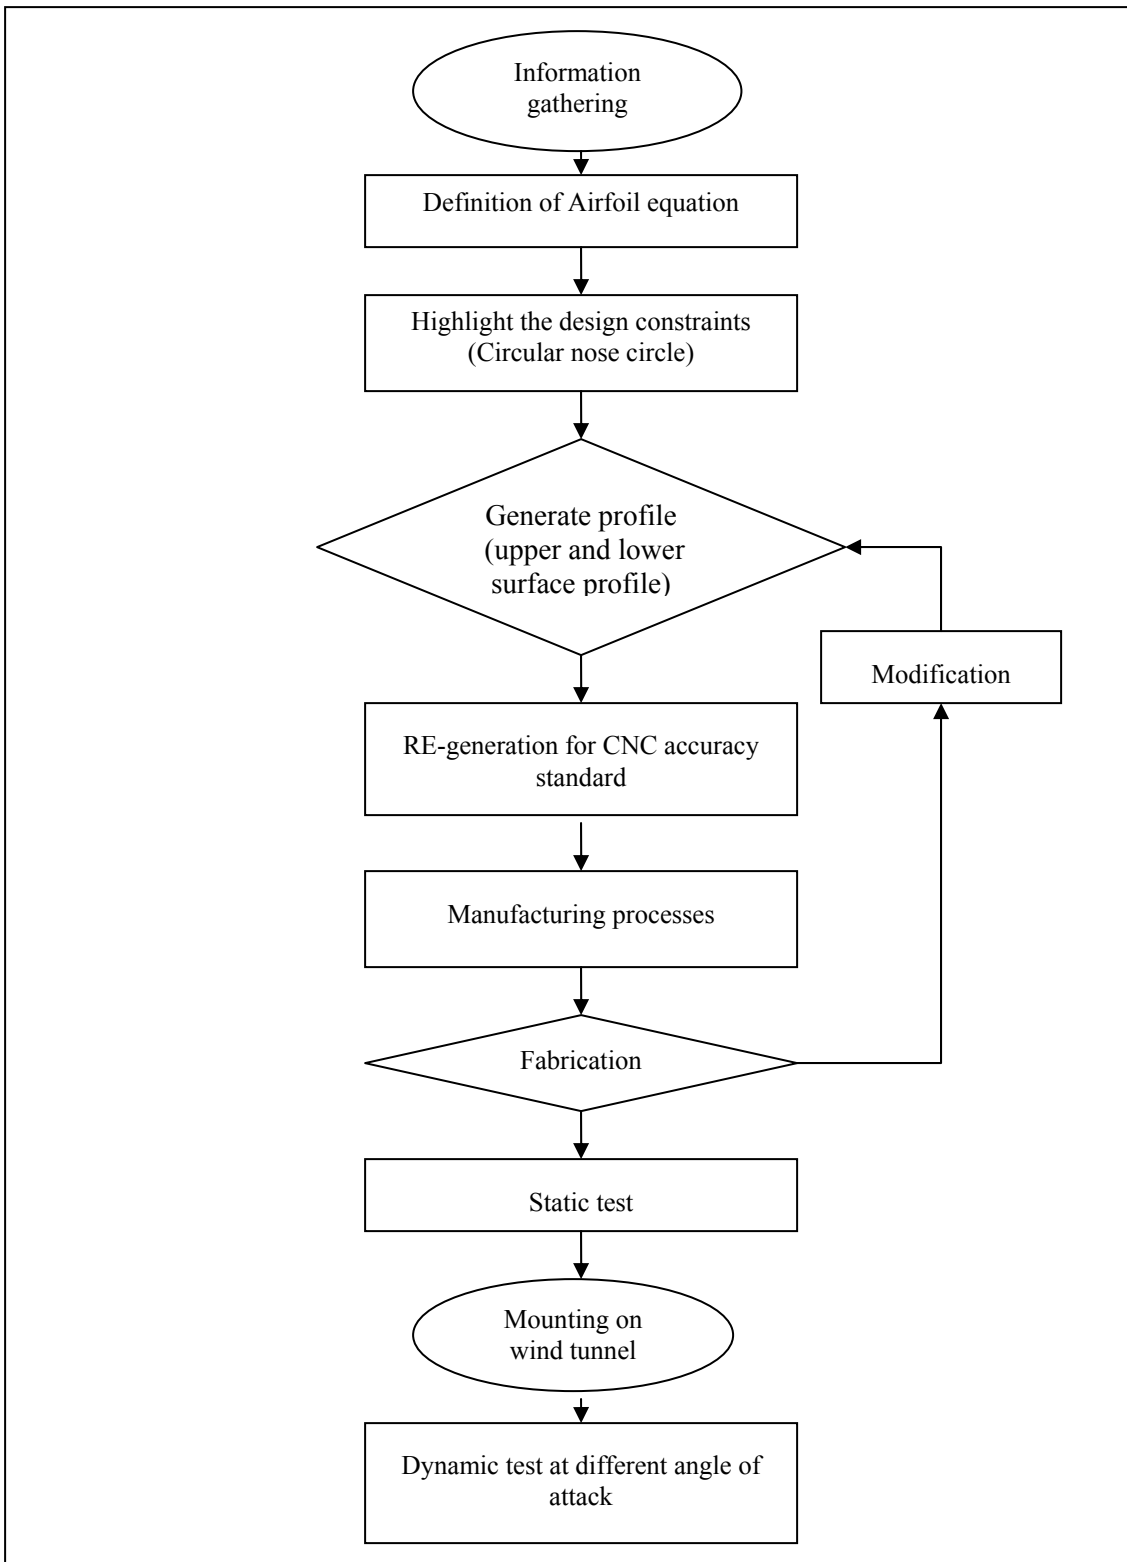 Information
gathering
Definition of Airfoil equation
Highlight the design constraints
(Circular nose circle)
Generate profile
(upper and lower
surface profile)
Modification
RE-generation for CNC accuracy
standard
Manufacturing processes
Fabrication
Static test
Mounting on
wind tunnel
Dynamic test at different angle of
attack